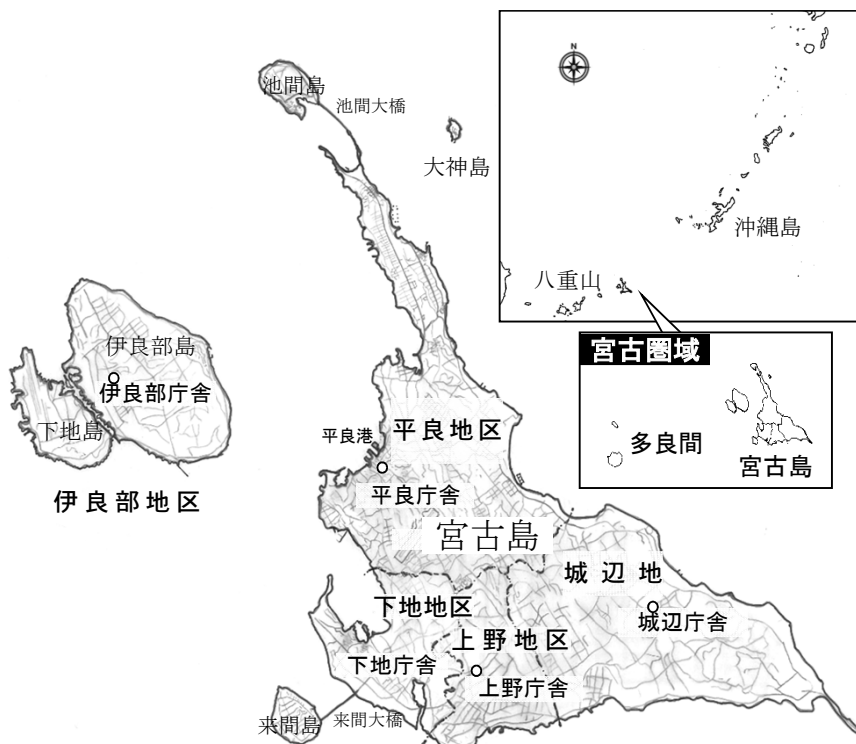 池間島
池間大橋
大神島
N
沖縄島
八重山
宮古圏域
多良間
宮古島
伊良部島
伊良部庁舎
下地島
伊良部地区
平良港
平良地区
平良庁舎
宮古島
城辺地
城辺庁舎
下地地区
上野地区
下地庁舎
上野庁舎
来間島
来間大橋